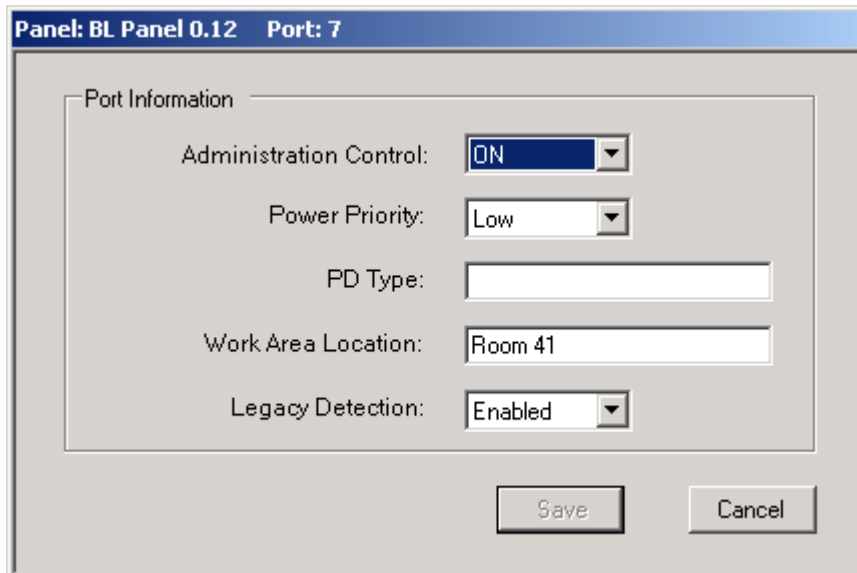 Panel: BL Panel 0.12 Port: 7
Port Information
Administration Control: ON
Power Priority: Low
PD Type:
Work Area Location: Room 41
Legacy Detection: Enabled
Save Cancel